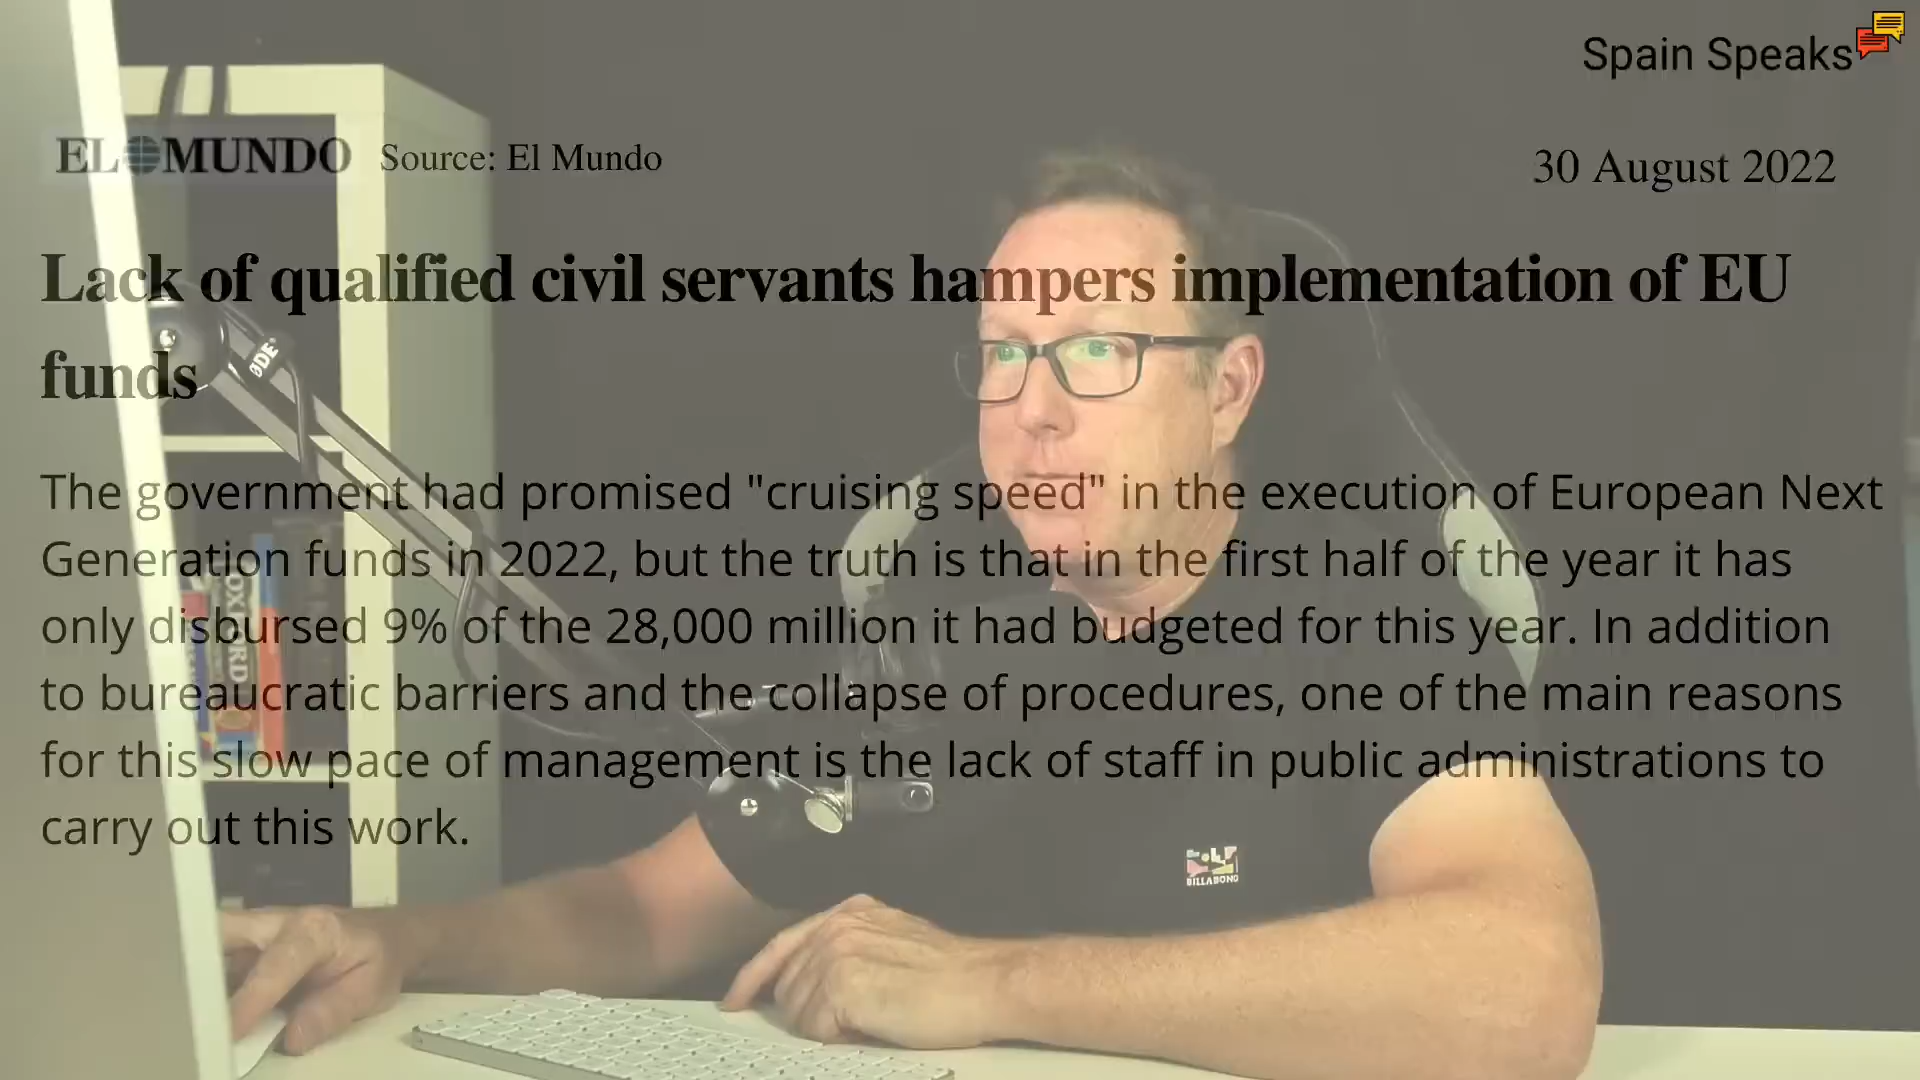 Spain Speaks
EL MUNDO Source: El Mundo
30 August 2022
Lack of qualified civil servants hampers implementation of EU
funds
The government had promised "cruising speed" in the execution of European Next
Generation funds in 2022, but the truth is that in the first half of the year it has
only disbursed 9% of the 28,000 million it had budgeted for this year. In addition
to bureaucratic barriers and the collapse of procedures, one of the main reasons
for this slow pace of management is the lack of staff in public administrations to
carry out this work.
OXFORD
BILLABONG